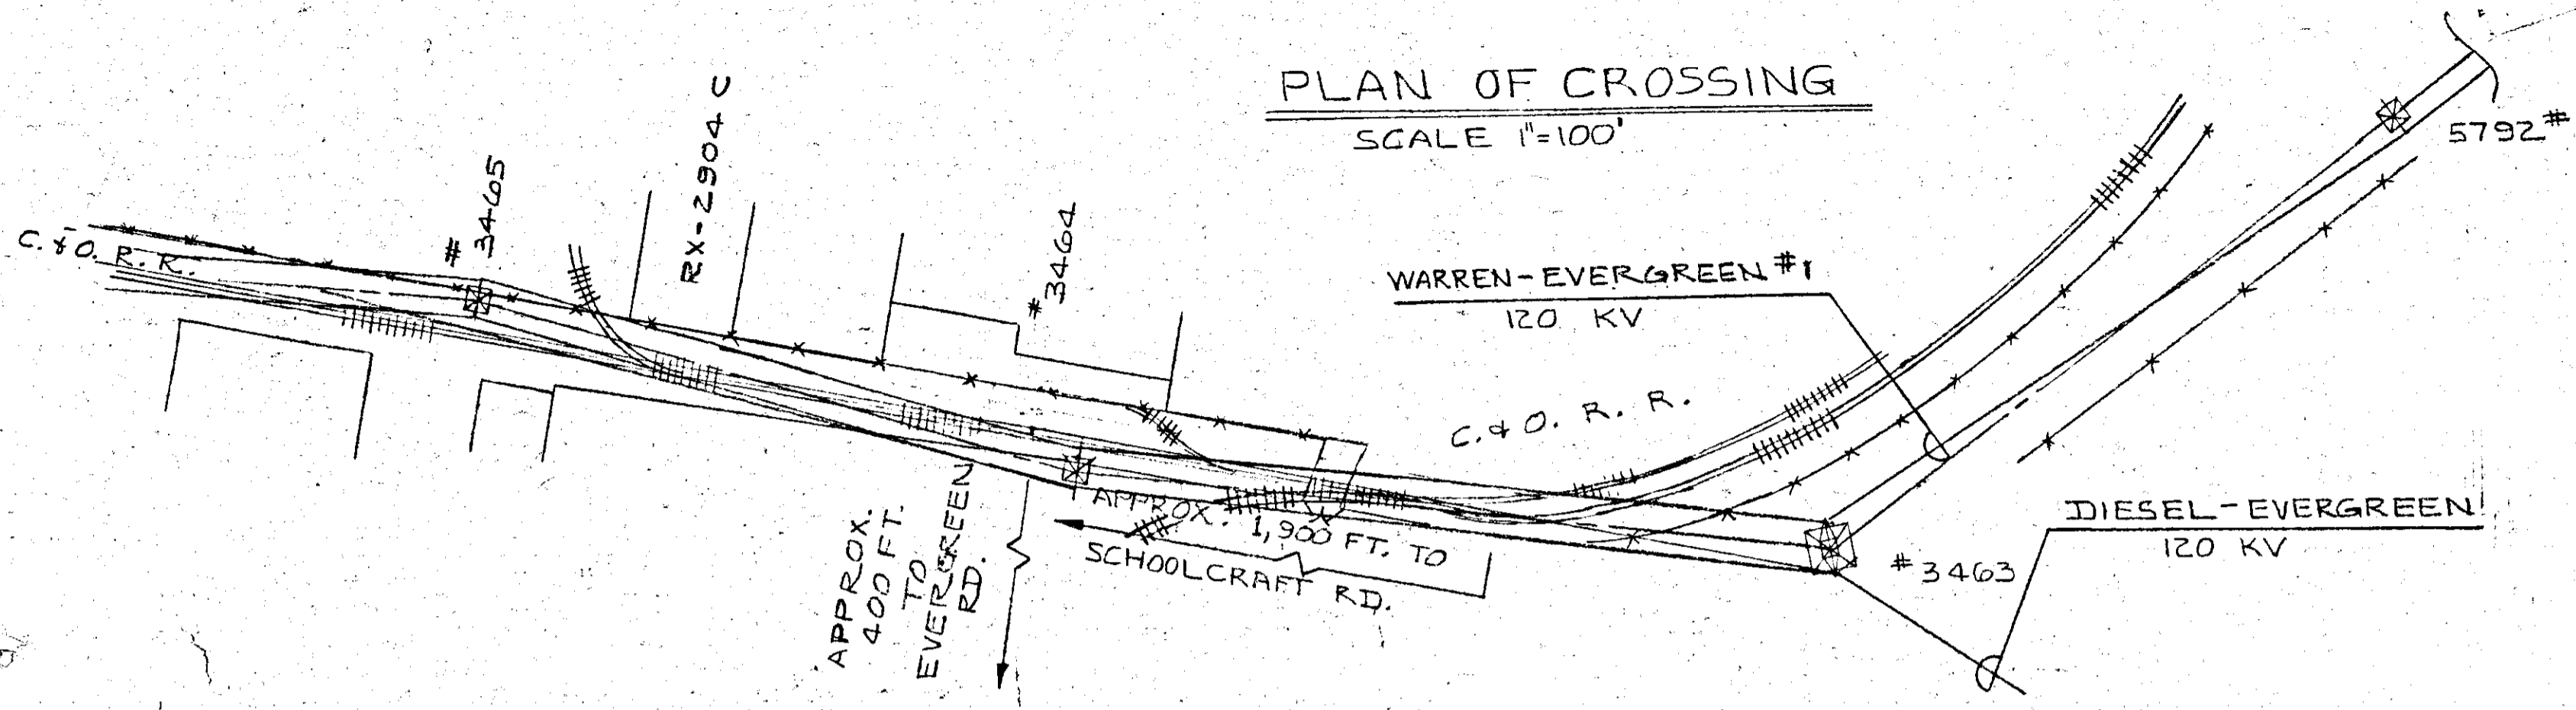 PLAN OF CROSSING
SCALE 1"=100'
C. & O. R. R.
# 3465
RX-2904 C
# 3464
WARREN-EVERGREEN #1
120 KV
C. & O. R. R.
5792 #
DIESEL-EVERGREEN
120 KV
# 3463
APPROX. 1,900 FT. TO
SCHOOLCRAFT RD.
APPROX.
400 FT.
TO
EVERGREEN
RD.